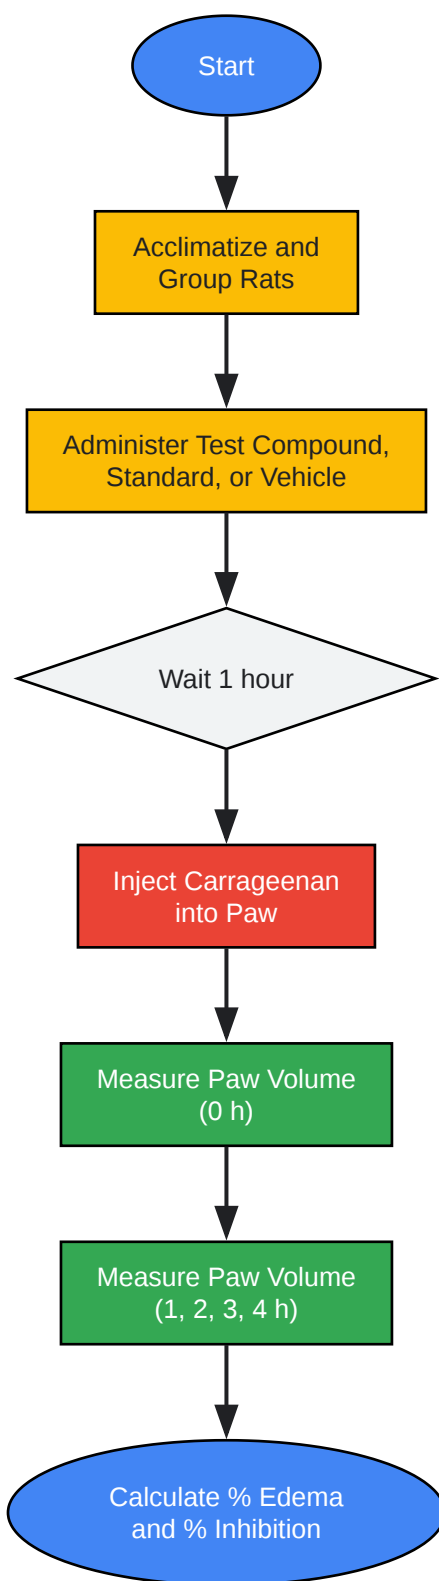 Start
Acclimatize and
Group Rats
Administer Test Compound,
Standard, or Vehicle
Wait 1 hour
Inject Carrageenan
into Paw
Measure Paw Volume
(0 h)
Measure Paw Volume
(1, 2, 3, 4 h)
Calculate % Edema
and % Inhibition